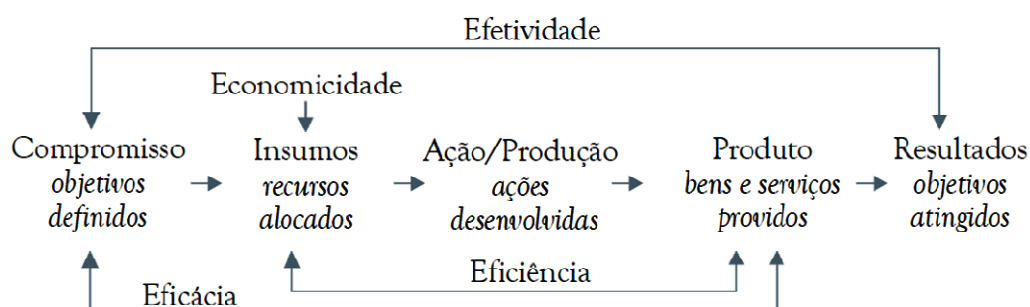 Efetividade
Economicidade
Compromisso
objetivos
definidos
Insumos
recursos
alocados
Ação/Produção
ações
desenvolvidas
Produto
bens e serviços
providos
Resultados
objetivos
atingidos
Eficiência
Eficácia